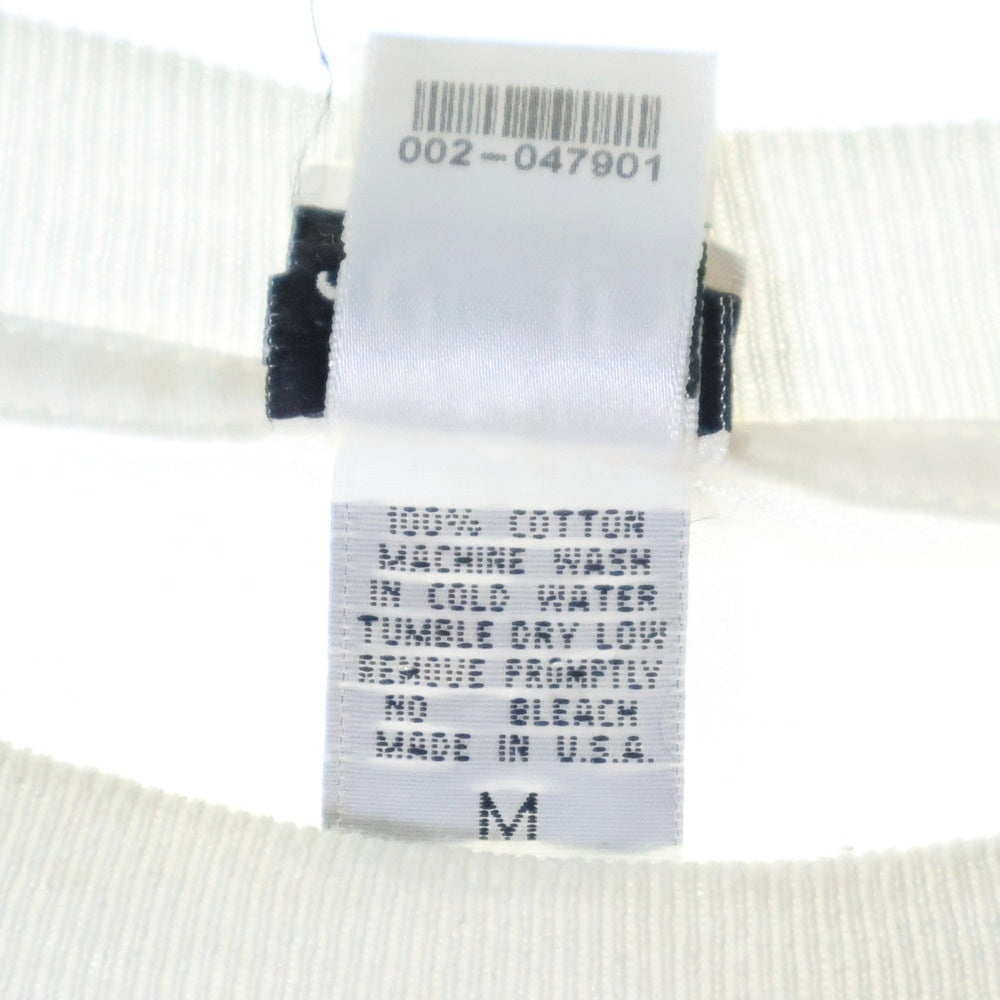 002-047901
100% COTTON
MACHINE WASH
IN COLD WATER
TUMBLE DRY LOW
REMOVE PROMPTLY
NO BLEACH
MADE IN U.S.A.
M